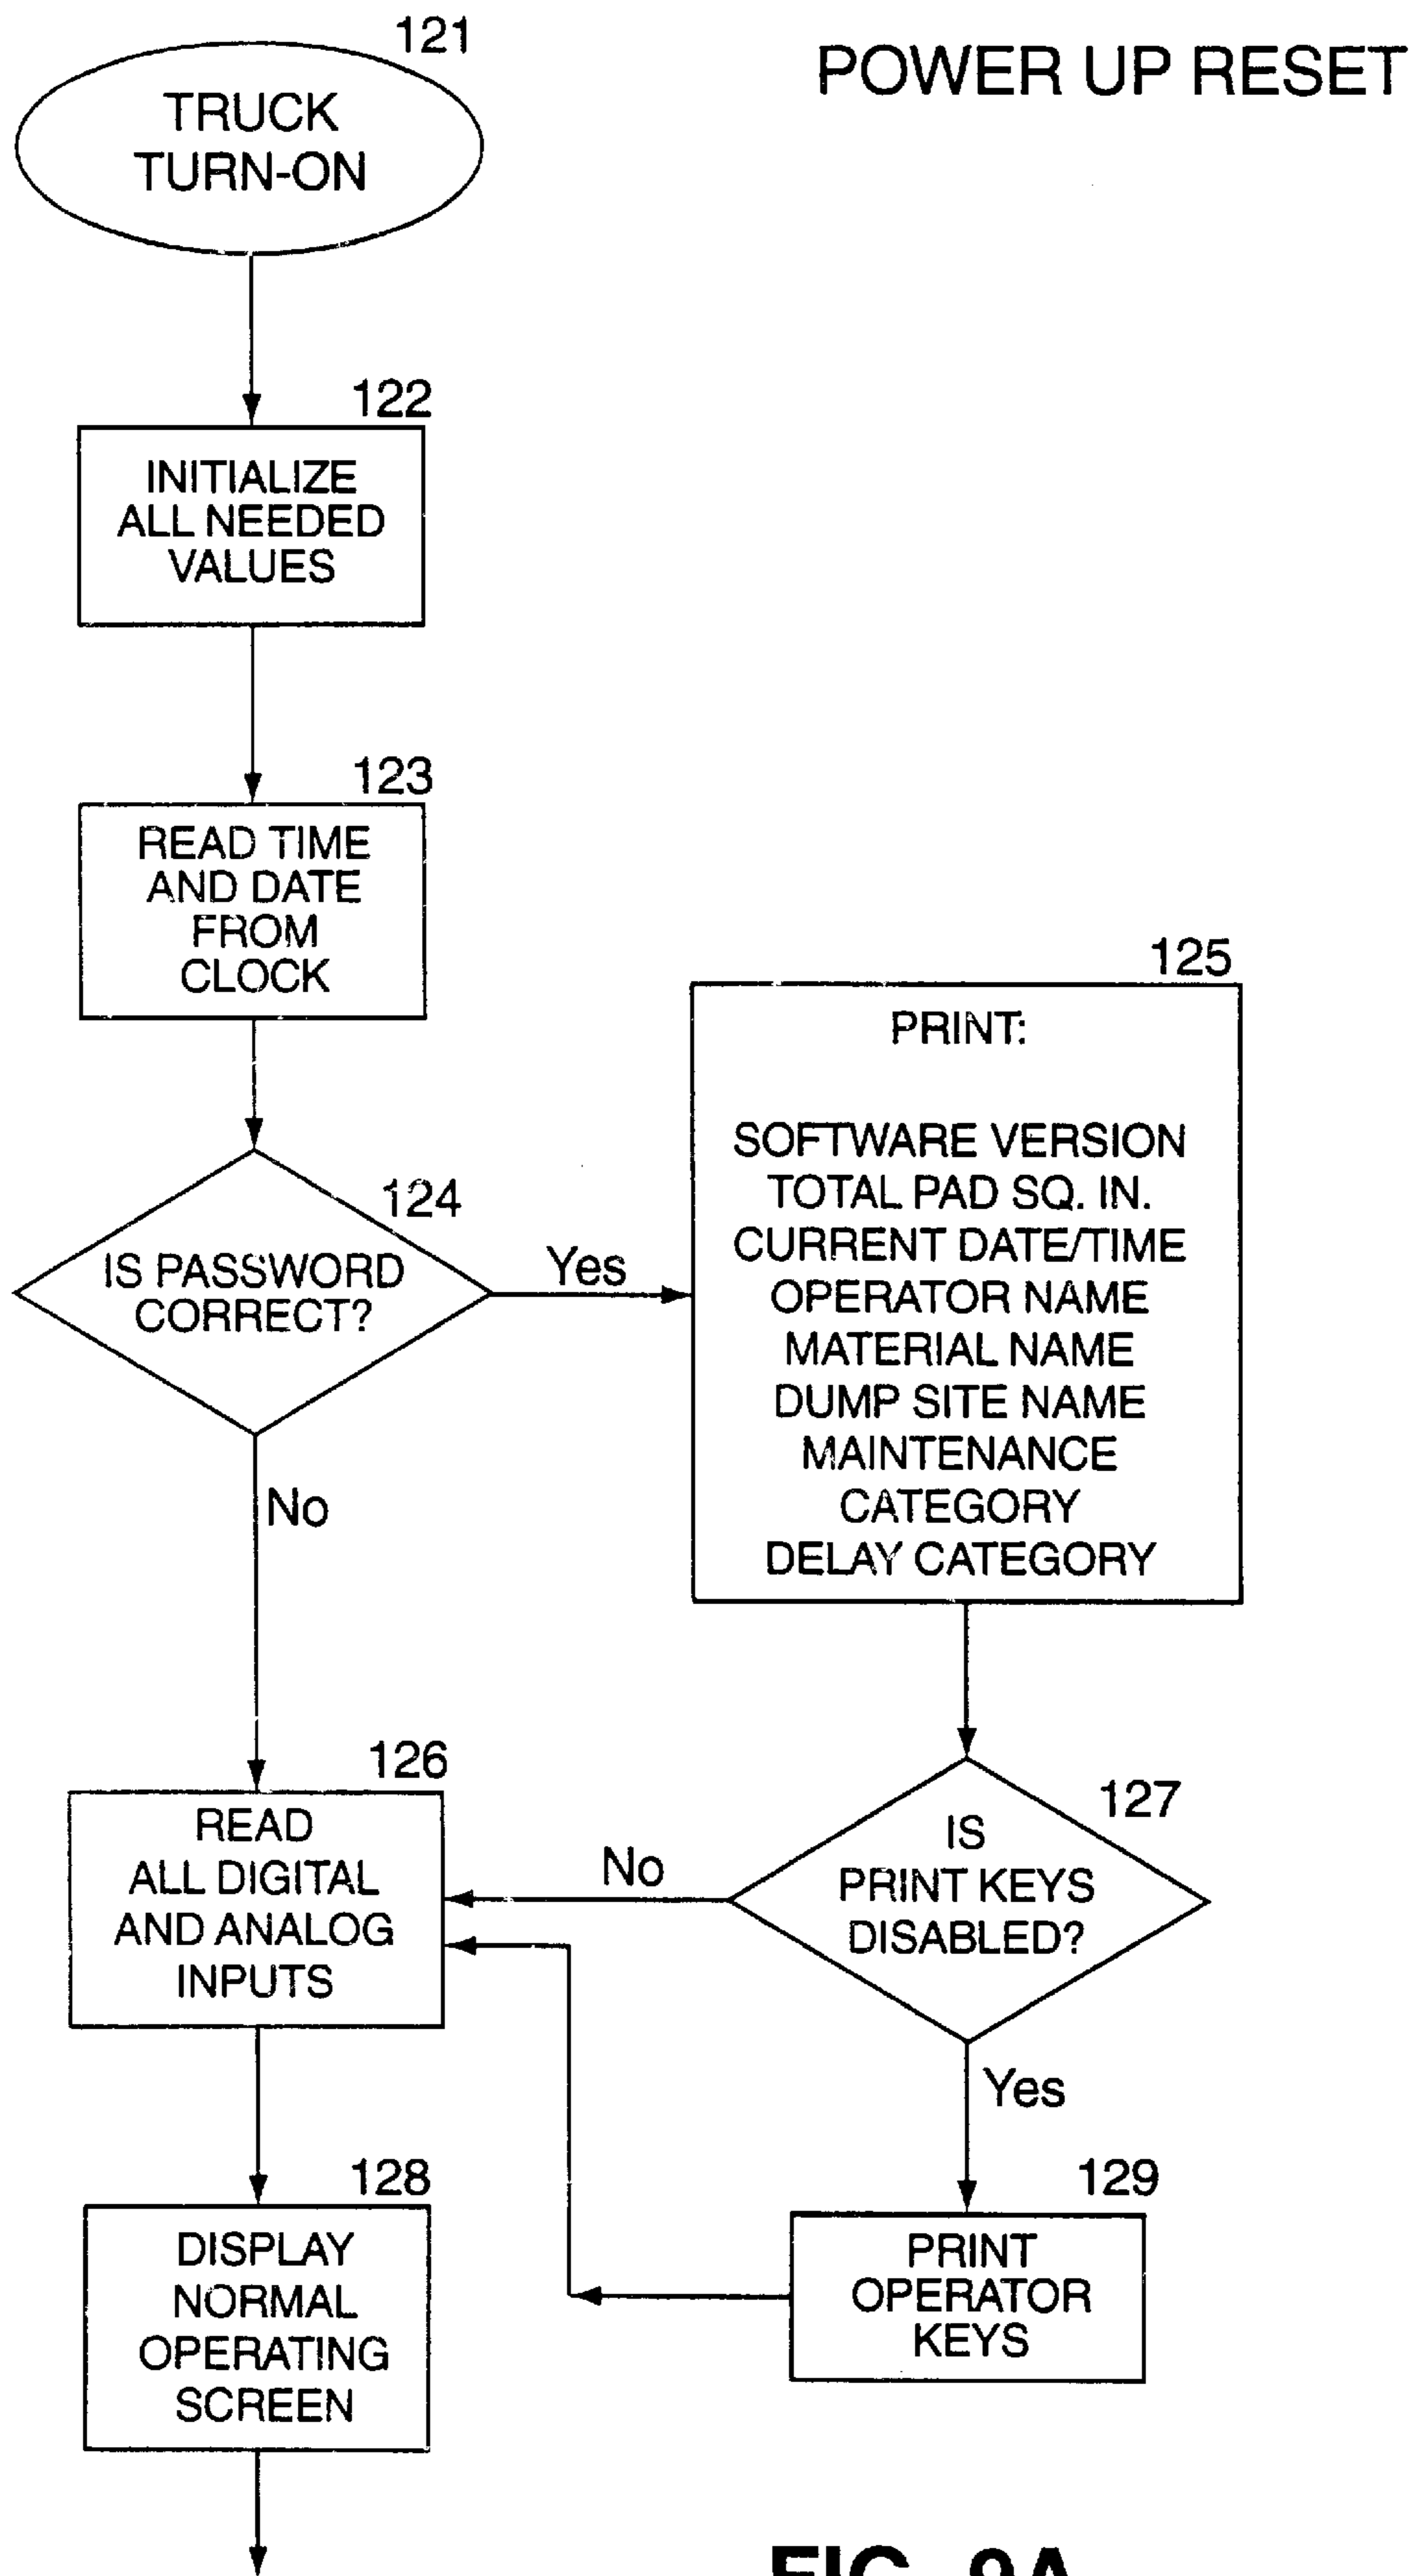 121
POWER UP RESET
TRUCK
TURN-ON
122
INITIALIZE
ALL NEEDED
VALUES
123
READ TIME
AND DATE
FROM
CLOCK
124
IS PASSWORD
CORRECT?
Yes
No
125
PRINT:
SOFTWARE VERSION
TOTAL PAD SQ. IN.
CURRENT DATE/TIME
OPERATOR NAME
MATERIAL NAME
DUMP SITE NAME
MAINTENANCE
CATEGORY
DELAY CATEGORY
126
READ
ALL DIGITAL
AND ANALOG
INPUTS
No
127
IS
PRINT KEYS
DISABLED?
Yes
128
DISPLAY
NORMAL
OPERATING
SCREEN
129
PRINT
OPERATOR
KEYS
FIG. 9A